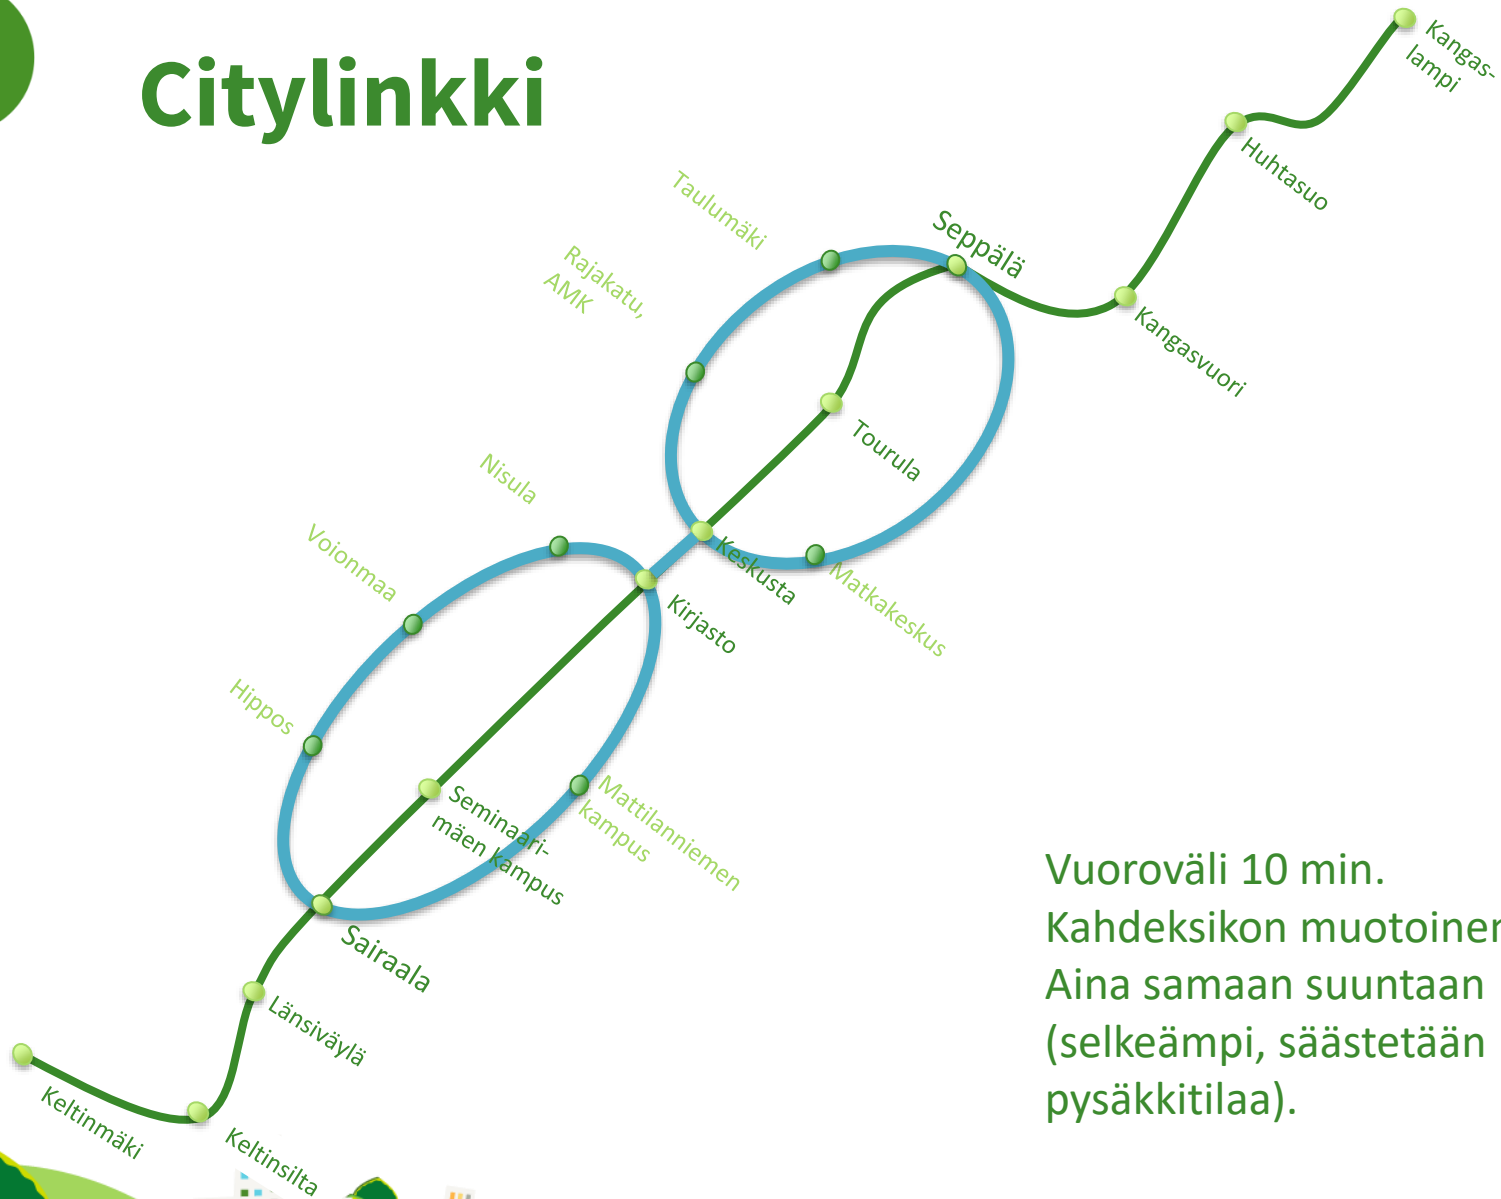 Citylinkki
Kangas-
lampi
Huhtasuo
Taulumäki
Seppälä
Rajakatu,
AMK
Kangasvuori
Tourula
Nisula
Keskusta
Matkakeskus
Voionmaa
Kirjasto
Hippos
Seminaari-
mäen kampus
Mattilanniemen
kampus
Sairaala
Länsiväylä
Keltinmäki
Keltinsilta
Vuoroväli 10 min.
Kahdeksikon muotoinen
Aina samaan suuntaan
(selkeämpi, säästetään
pysäkkitilaa).